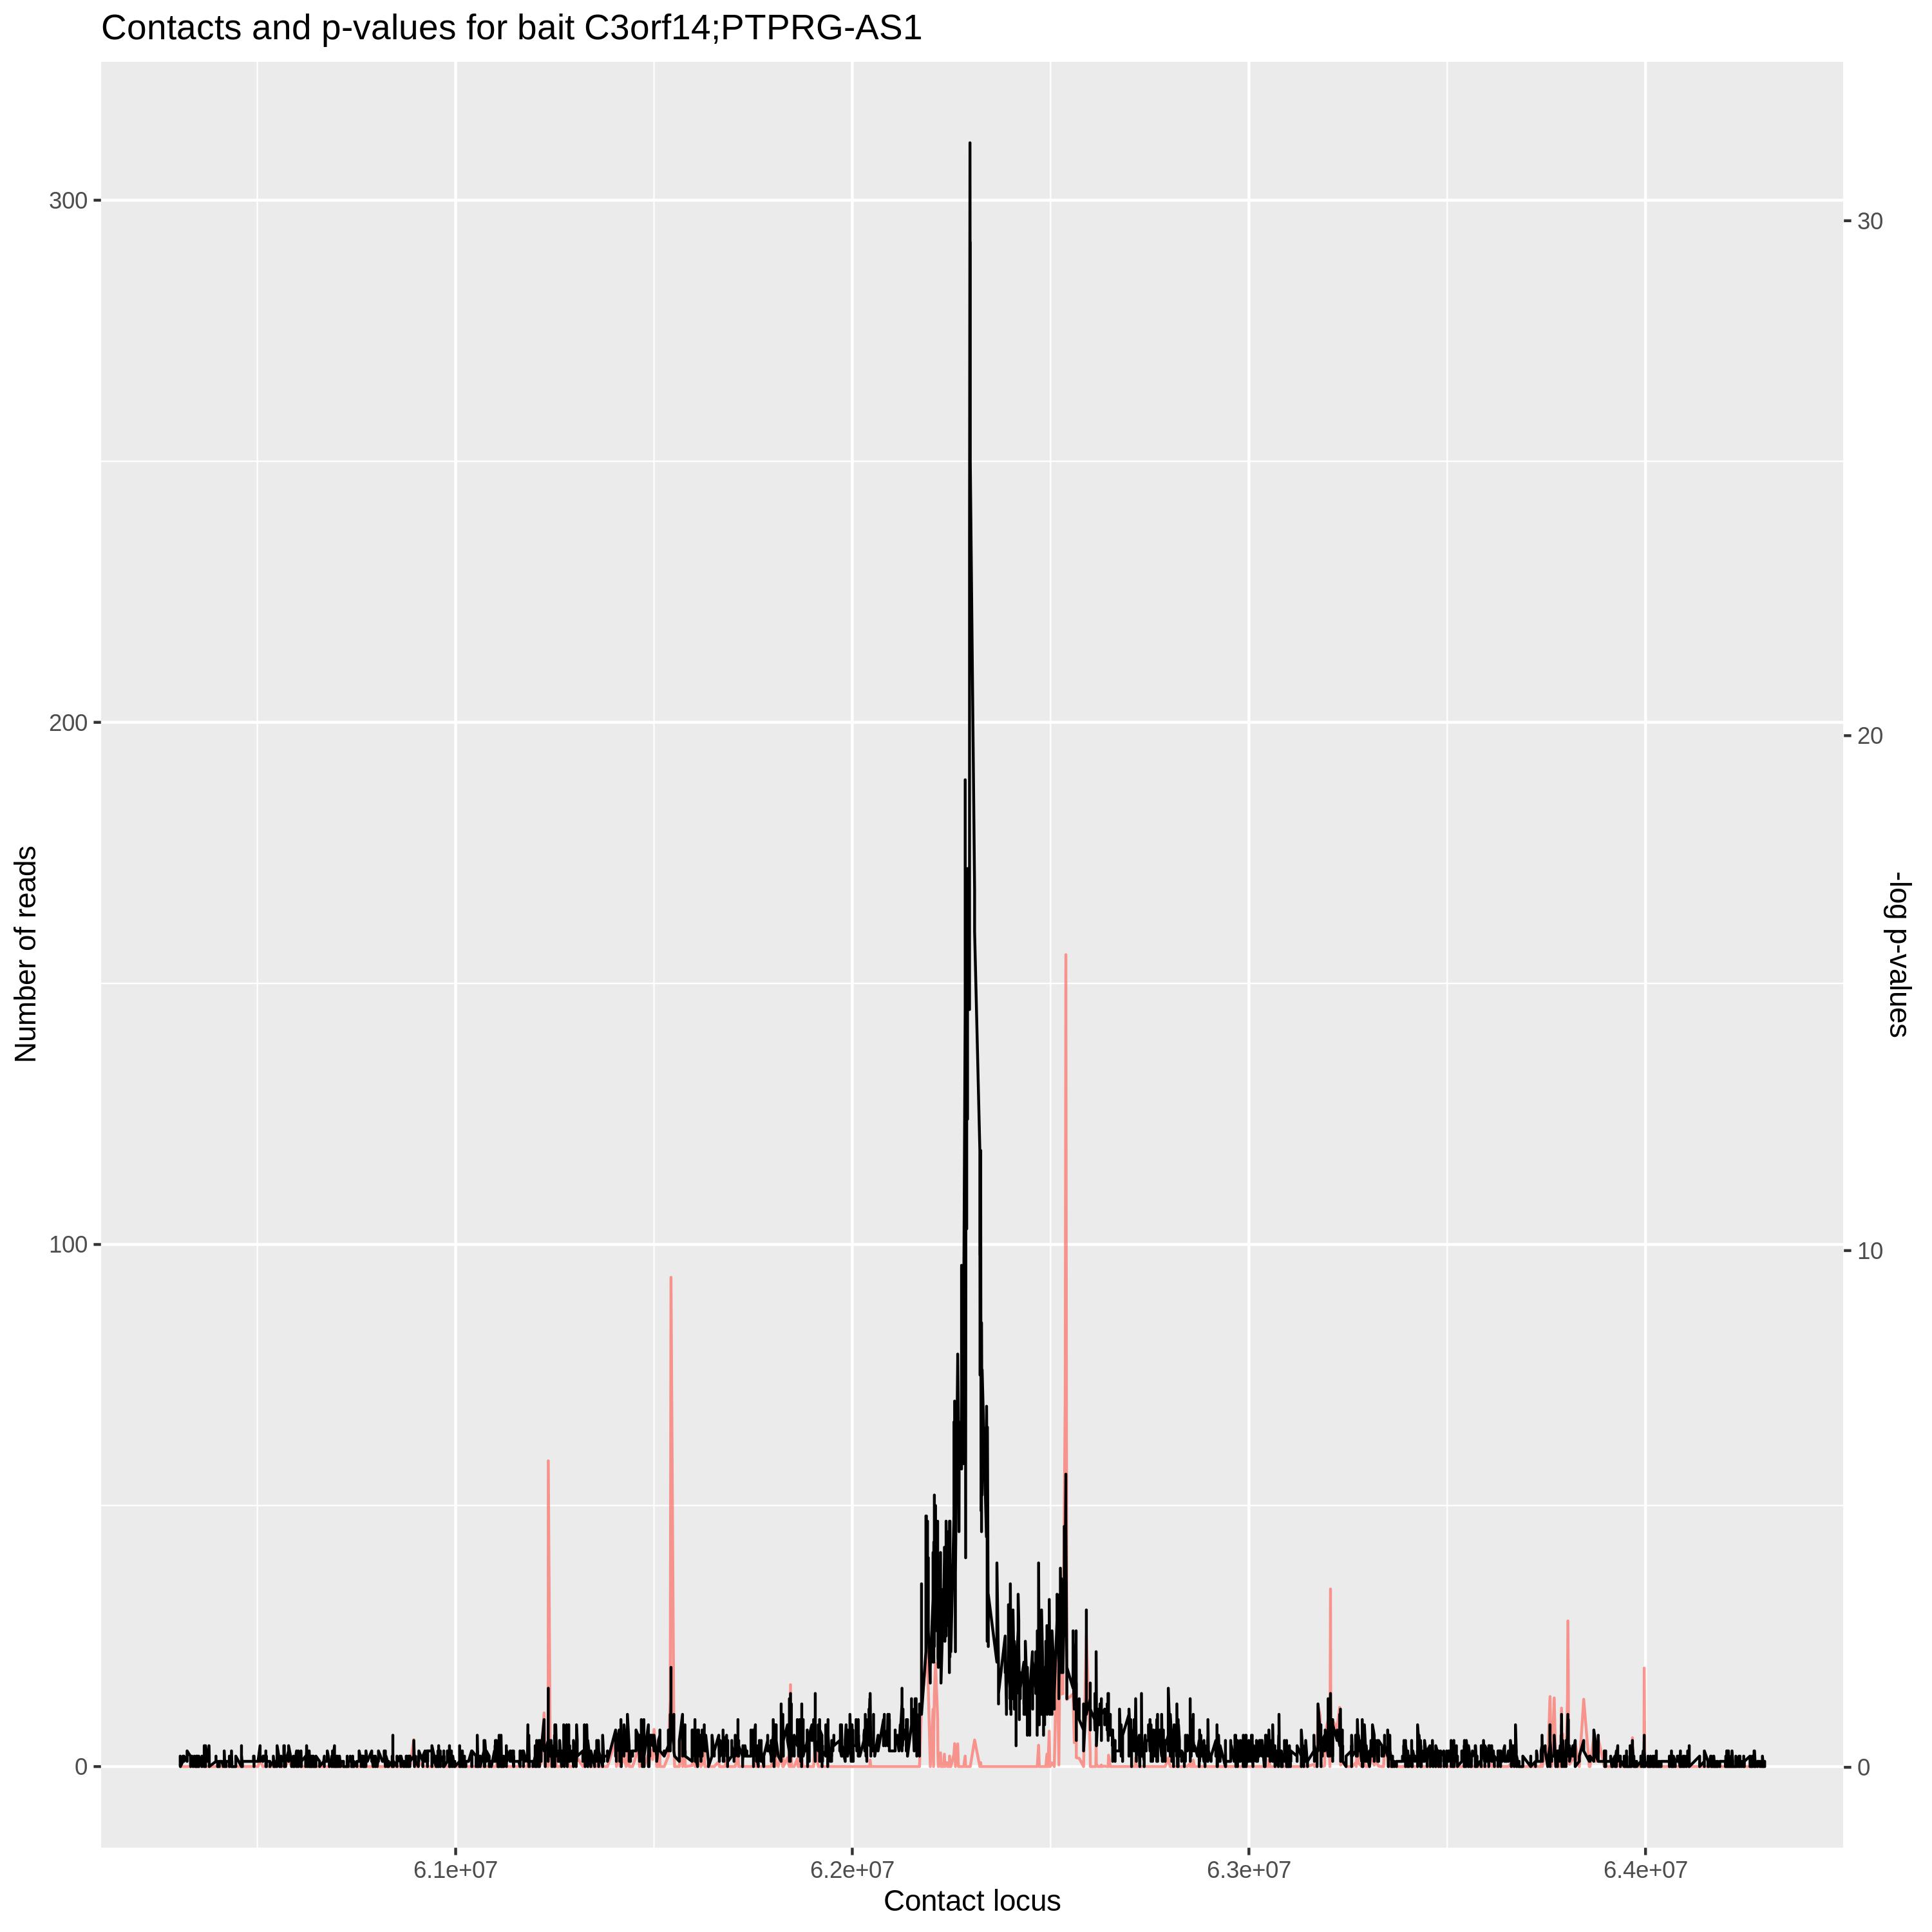 Contacts and p-values for bait C3orf14;PTPRG-AS1
300
200
100
0
30
20
10
0
Number of reads
-log p-values
6.1e+07 6.2e+07 6.3e+07 6.4e+07
Contact locus